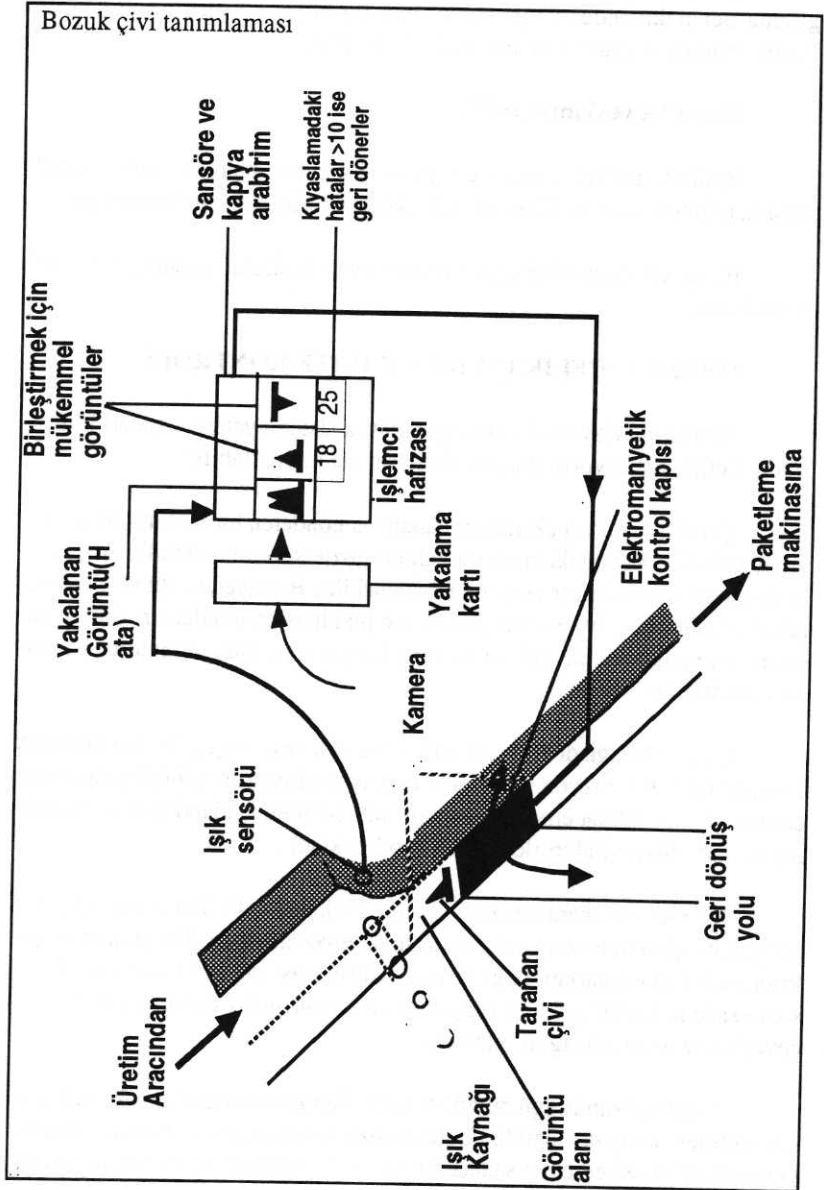 Bozuk çivi tanımlaması
Üretim
Aracından
Işık
sensörü
Yakalanan
Görüntü(H
ata)
Birleştirmek için
mükemmel
görüntüler
Sansöre ve
kapıya
arabirim
Kıyaslamadaki
hatalar >10 ise
geri dönerler
18
25
İşlemci
hafızası
Yakalama
kartı
Kamera
Elektromanyetik
kontrol kapısı
Paketleme
makinasına
Işık
Kaynağı
Görüntü
alanı
Taranan
çivi
Geri dönüş
yolu